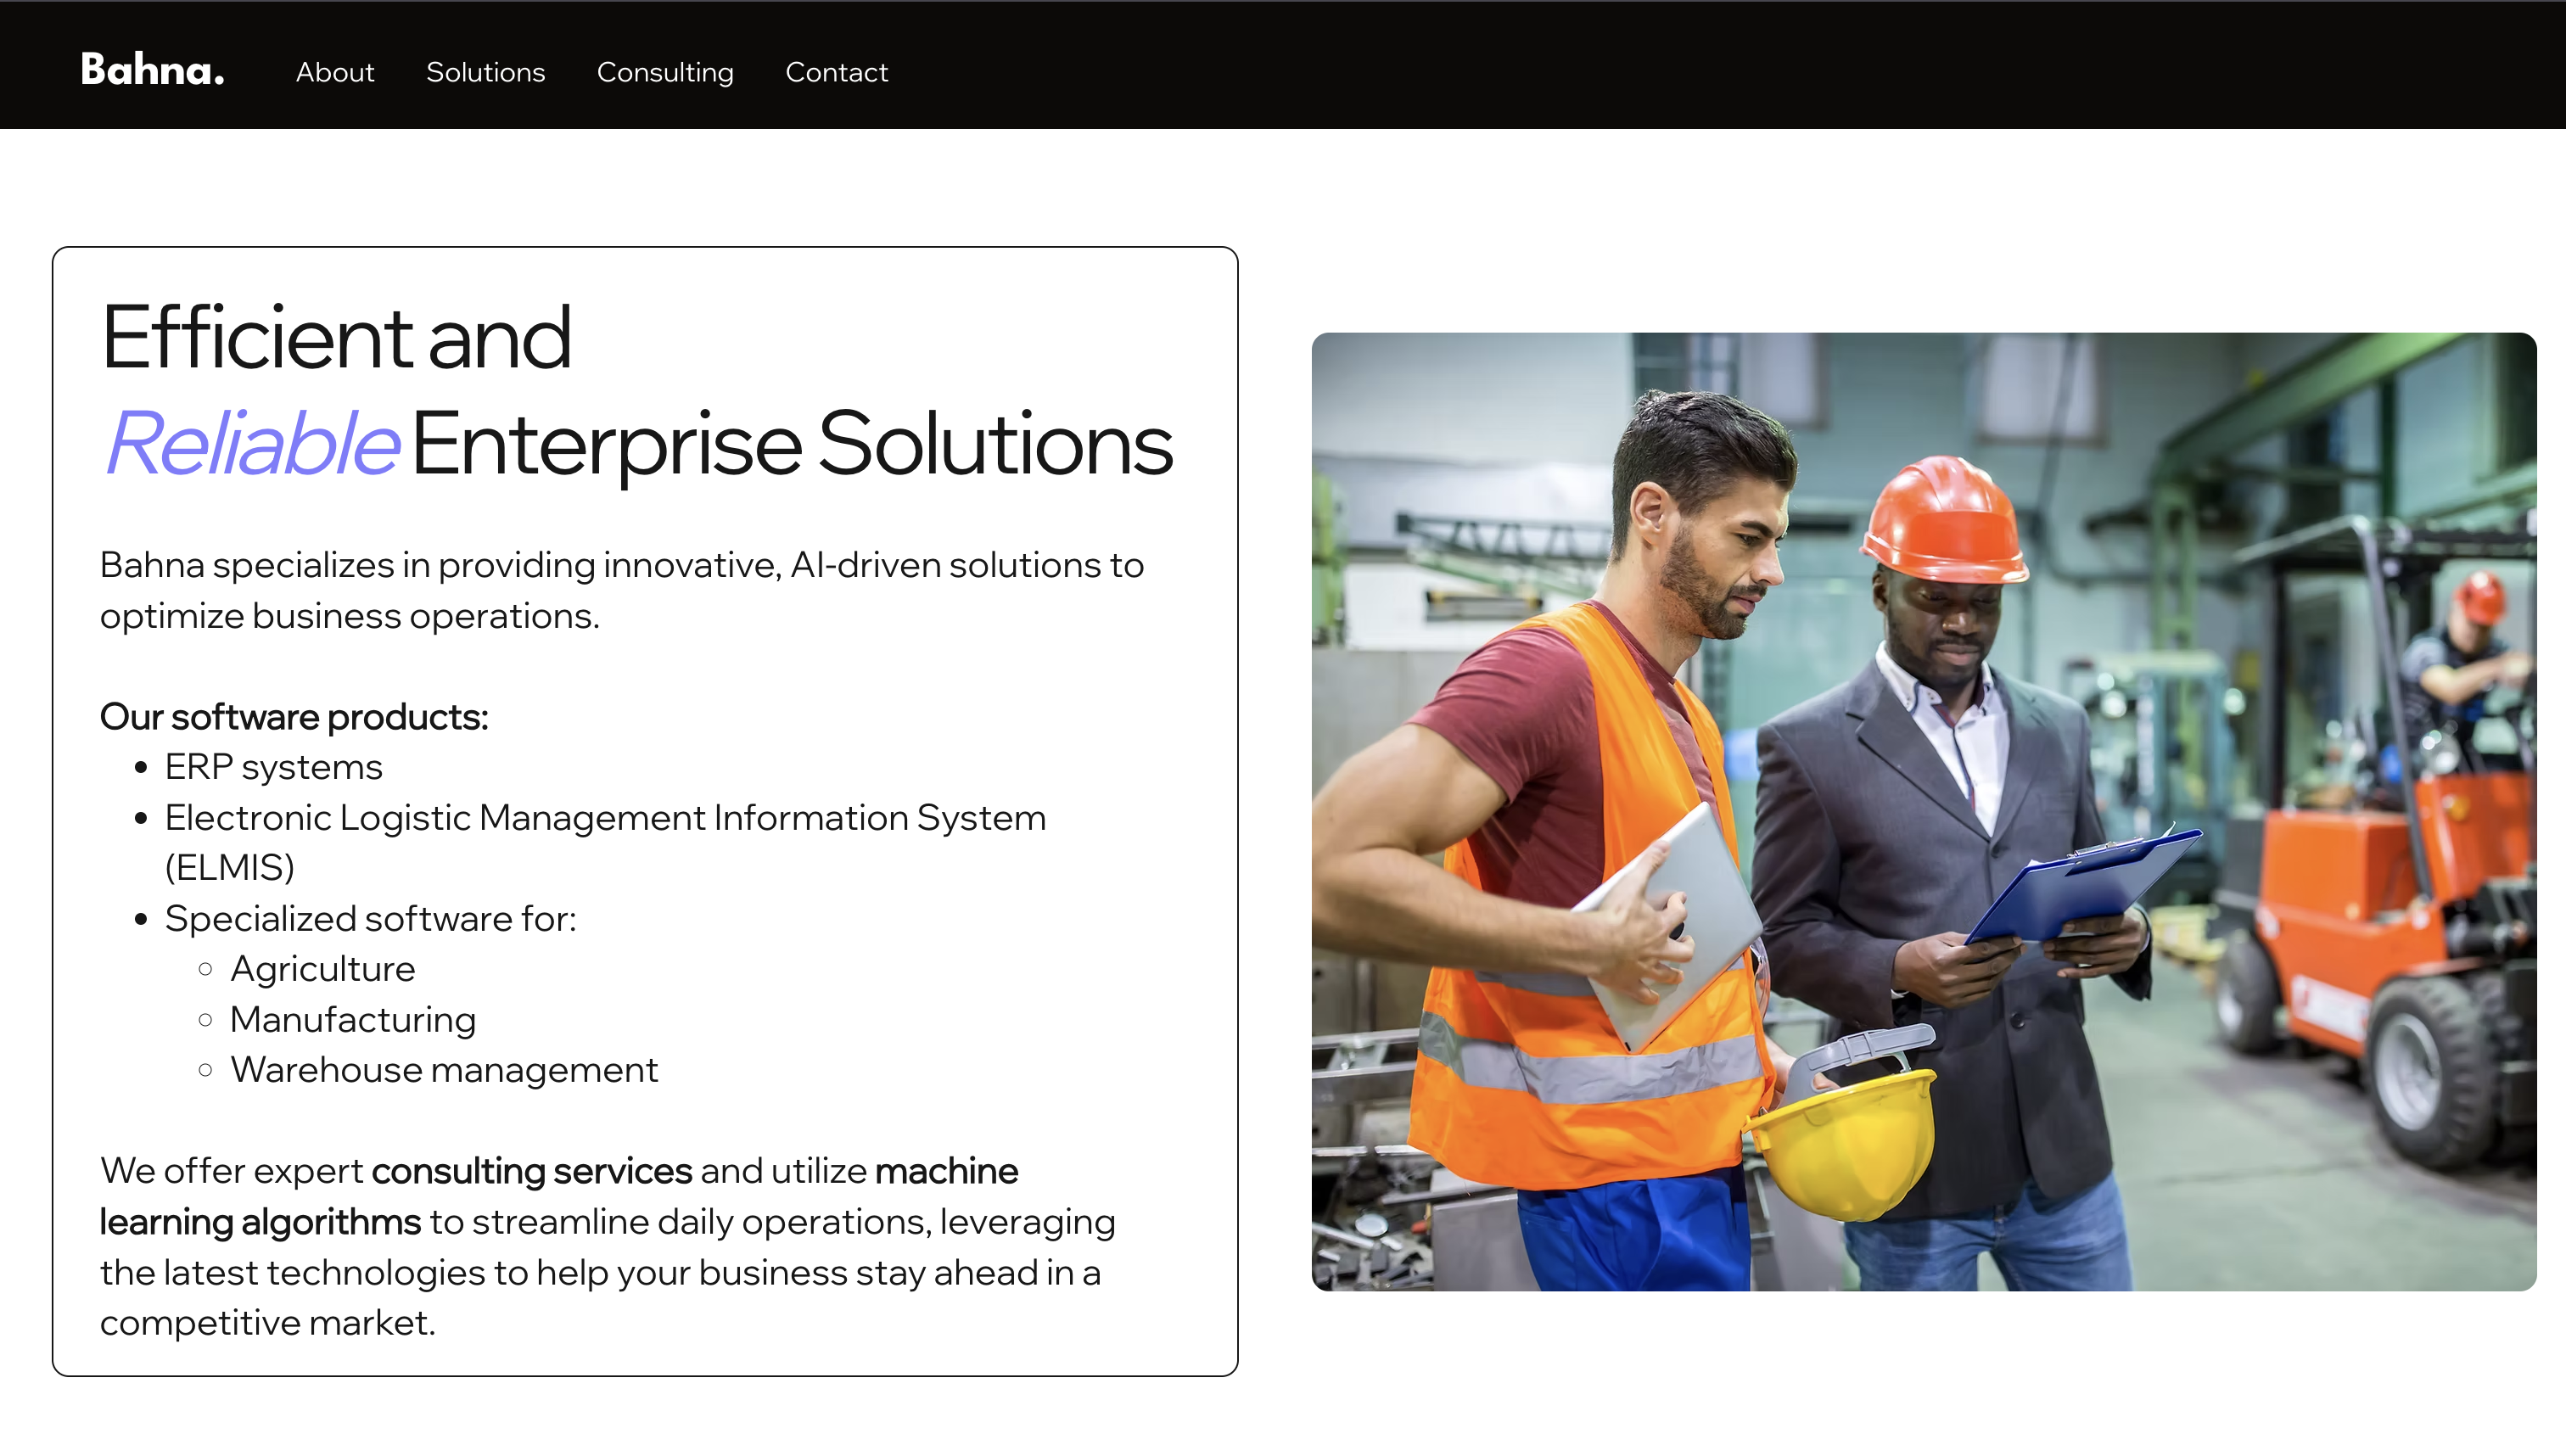 Bahna.
About
Solutions
Consulting
Contact
Efficient and
Reliable Enterprise Solutions
Bahna specializes in providing innovative, AI-driven solutions to
optimize business operations.
Our software products:
ERP systems
Electronic Logistic Management Information System
(ELMIS)
Specialized software for:
Agriculture
Manufacturing
Warehouse management
We offer expert consulting services and utilize machine
learning algorithms to streamline daily operations, leveraging
the latest technologies to help your business stay ahead in a
competitive market.